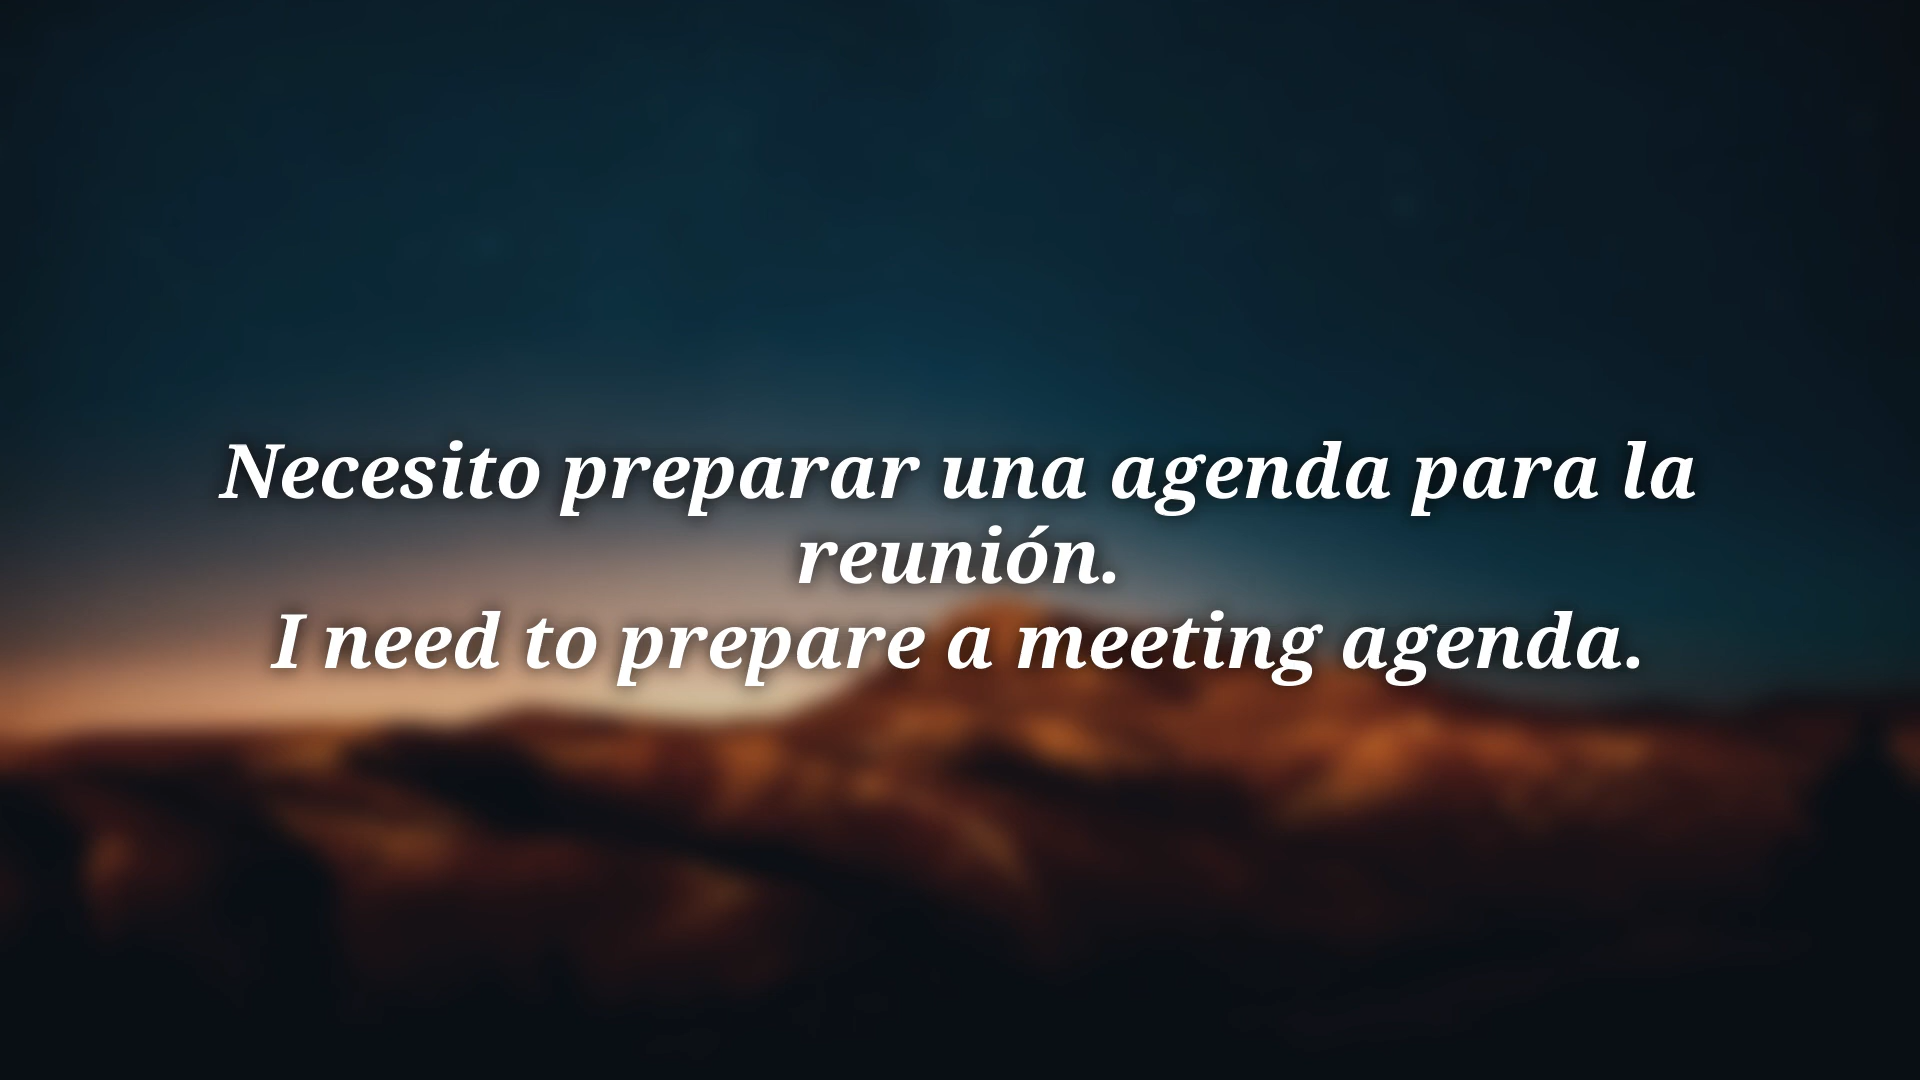 Necesito preparar una agenda para la
reunión.
I need to prepare a meeting agenda.